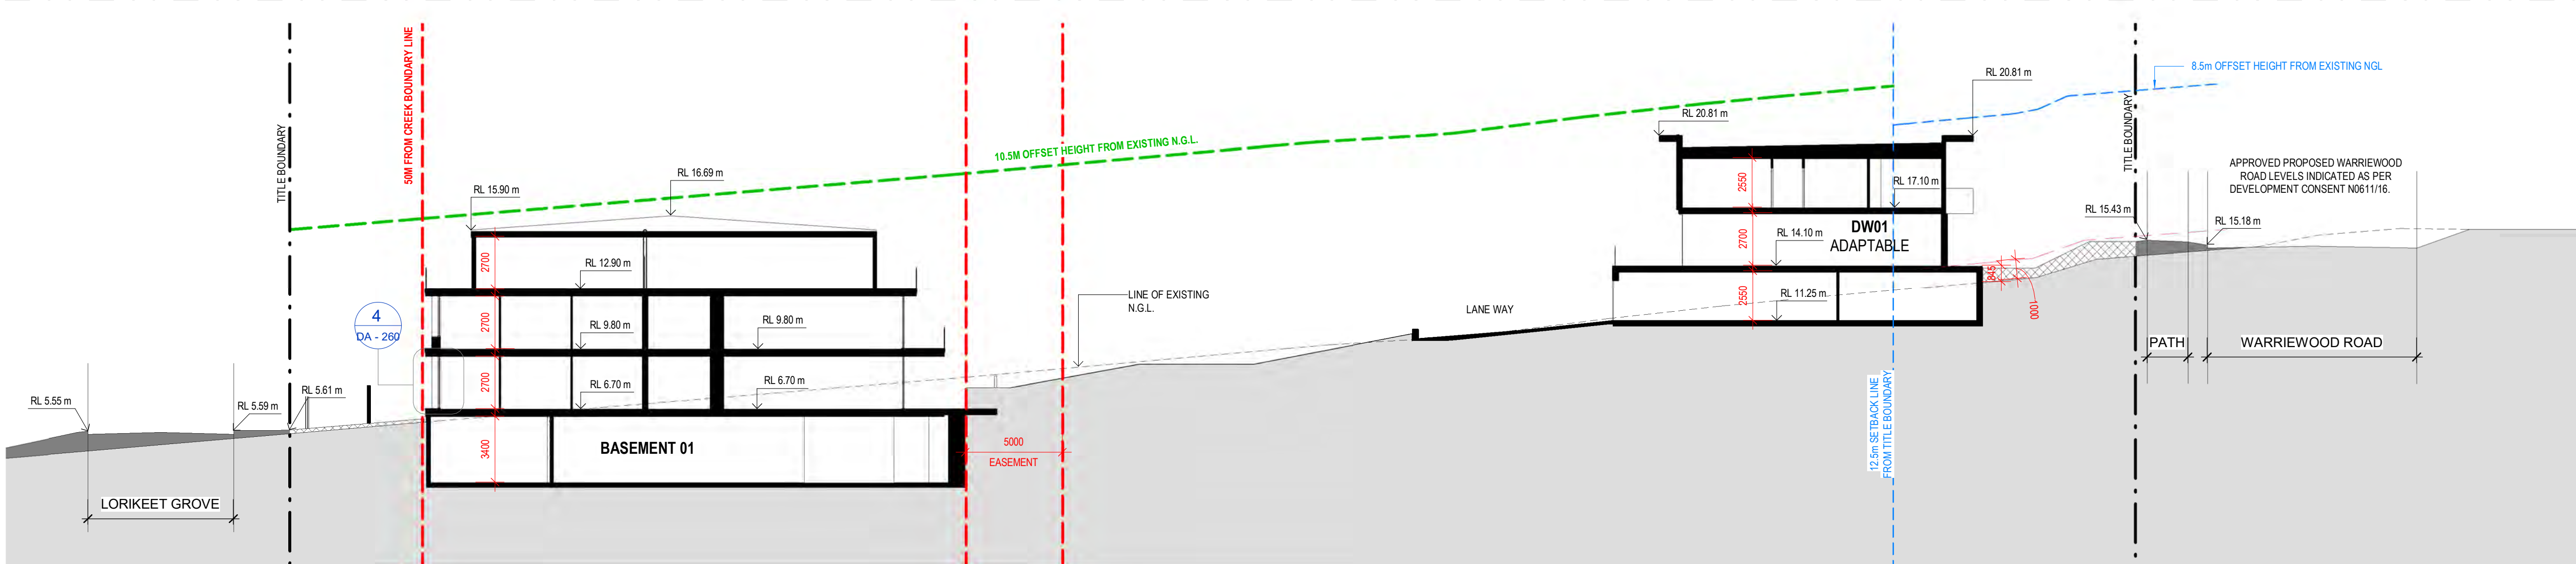 TITLE BOUNDARY
50M FROM CREEK BOUNDARY LINE
10.5M OFFSET HEIGHT FROM EXISTING N.G.L.
8.5m OFFSET HEIGHT FROM EXISTING NGL
TITLE BOUNDARY
RL 20.81 m
RL 20.81 m
APPROVED PROPOSED WARRIEWOOD
ROAD LEVELS INDICATED AS PER
DEVELOPMENT CONSENT N0611/16.
RL 15.90 m
RL 16.69 m
2550
RL 17.10 m
RL 15.43 m
RL 15.18 m
DW01
ADAPTABLE
2700
RL 14.10 m
2700
RL 12.90 m
845
1000
2550
RL 11.25 m
LINE OF EXISTING
N.G.L.
LANE WAY
4
DA - 260
2700
RL 9.80 m
RL 9.80 m
PATH
WARRIEWOOD ROAD
2700
RL 6.70 m
RL 6.70 m
RL 5.55 m
RL 5.59 m
RL 5.61 m
3400
BASEMENT 01
5000
EASEMENT
12.5m SETBACK LINE
FROM TITLE BOUNDARY
LORIKEET GROVE